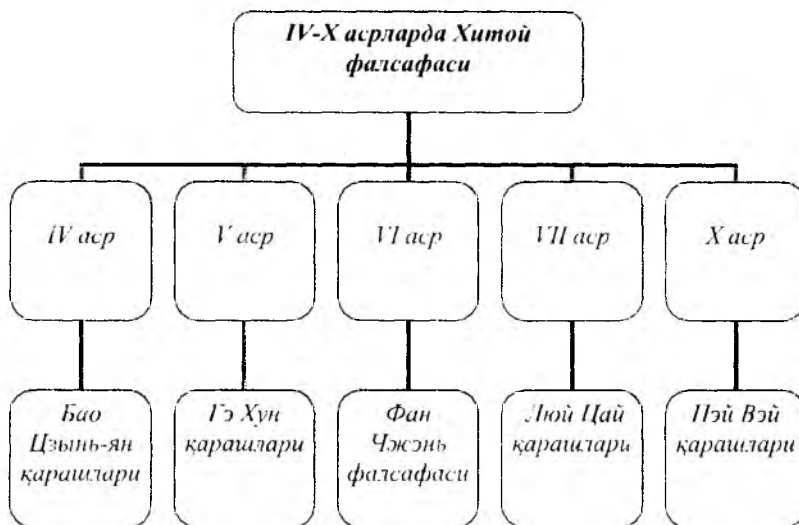 IV-X асрларда Хитой
фалсафаси
IV аср
V аср
VI аср
VII аср
X аср
Бао
Цзынь-ян
қарашлари
Гэ Хун
қарашлари
Фан
Чжэнь
фалсафаси
Люй Цай
қарашлари
Пэй Вэй
қарашлари